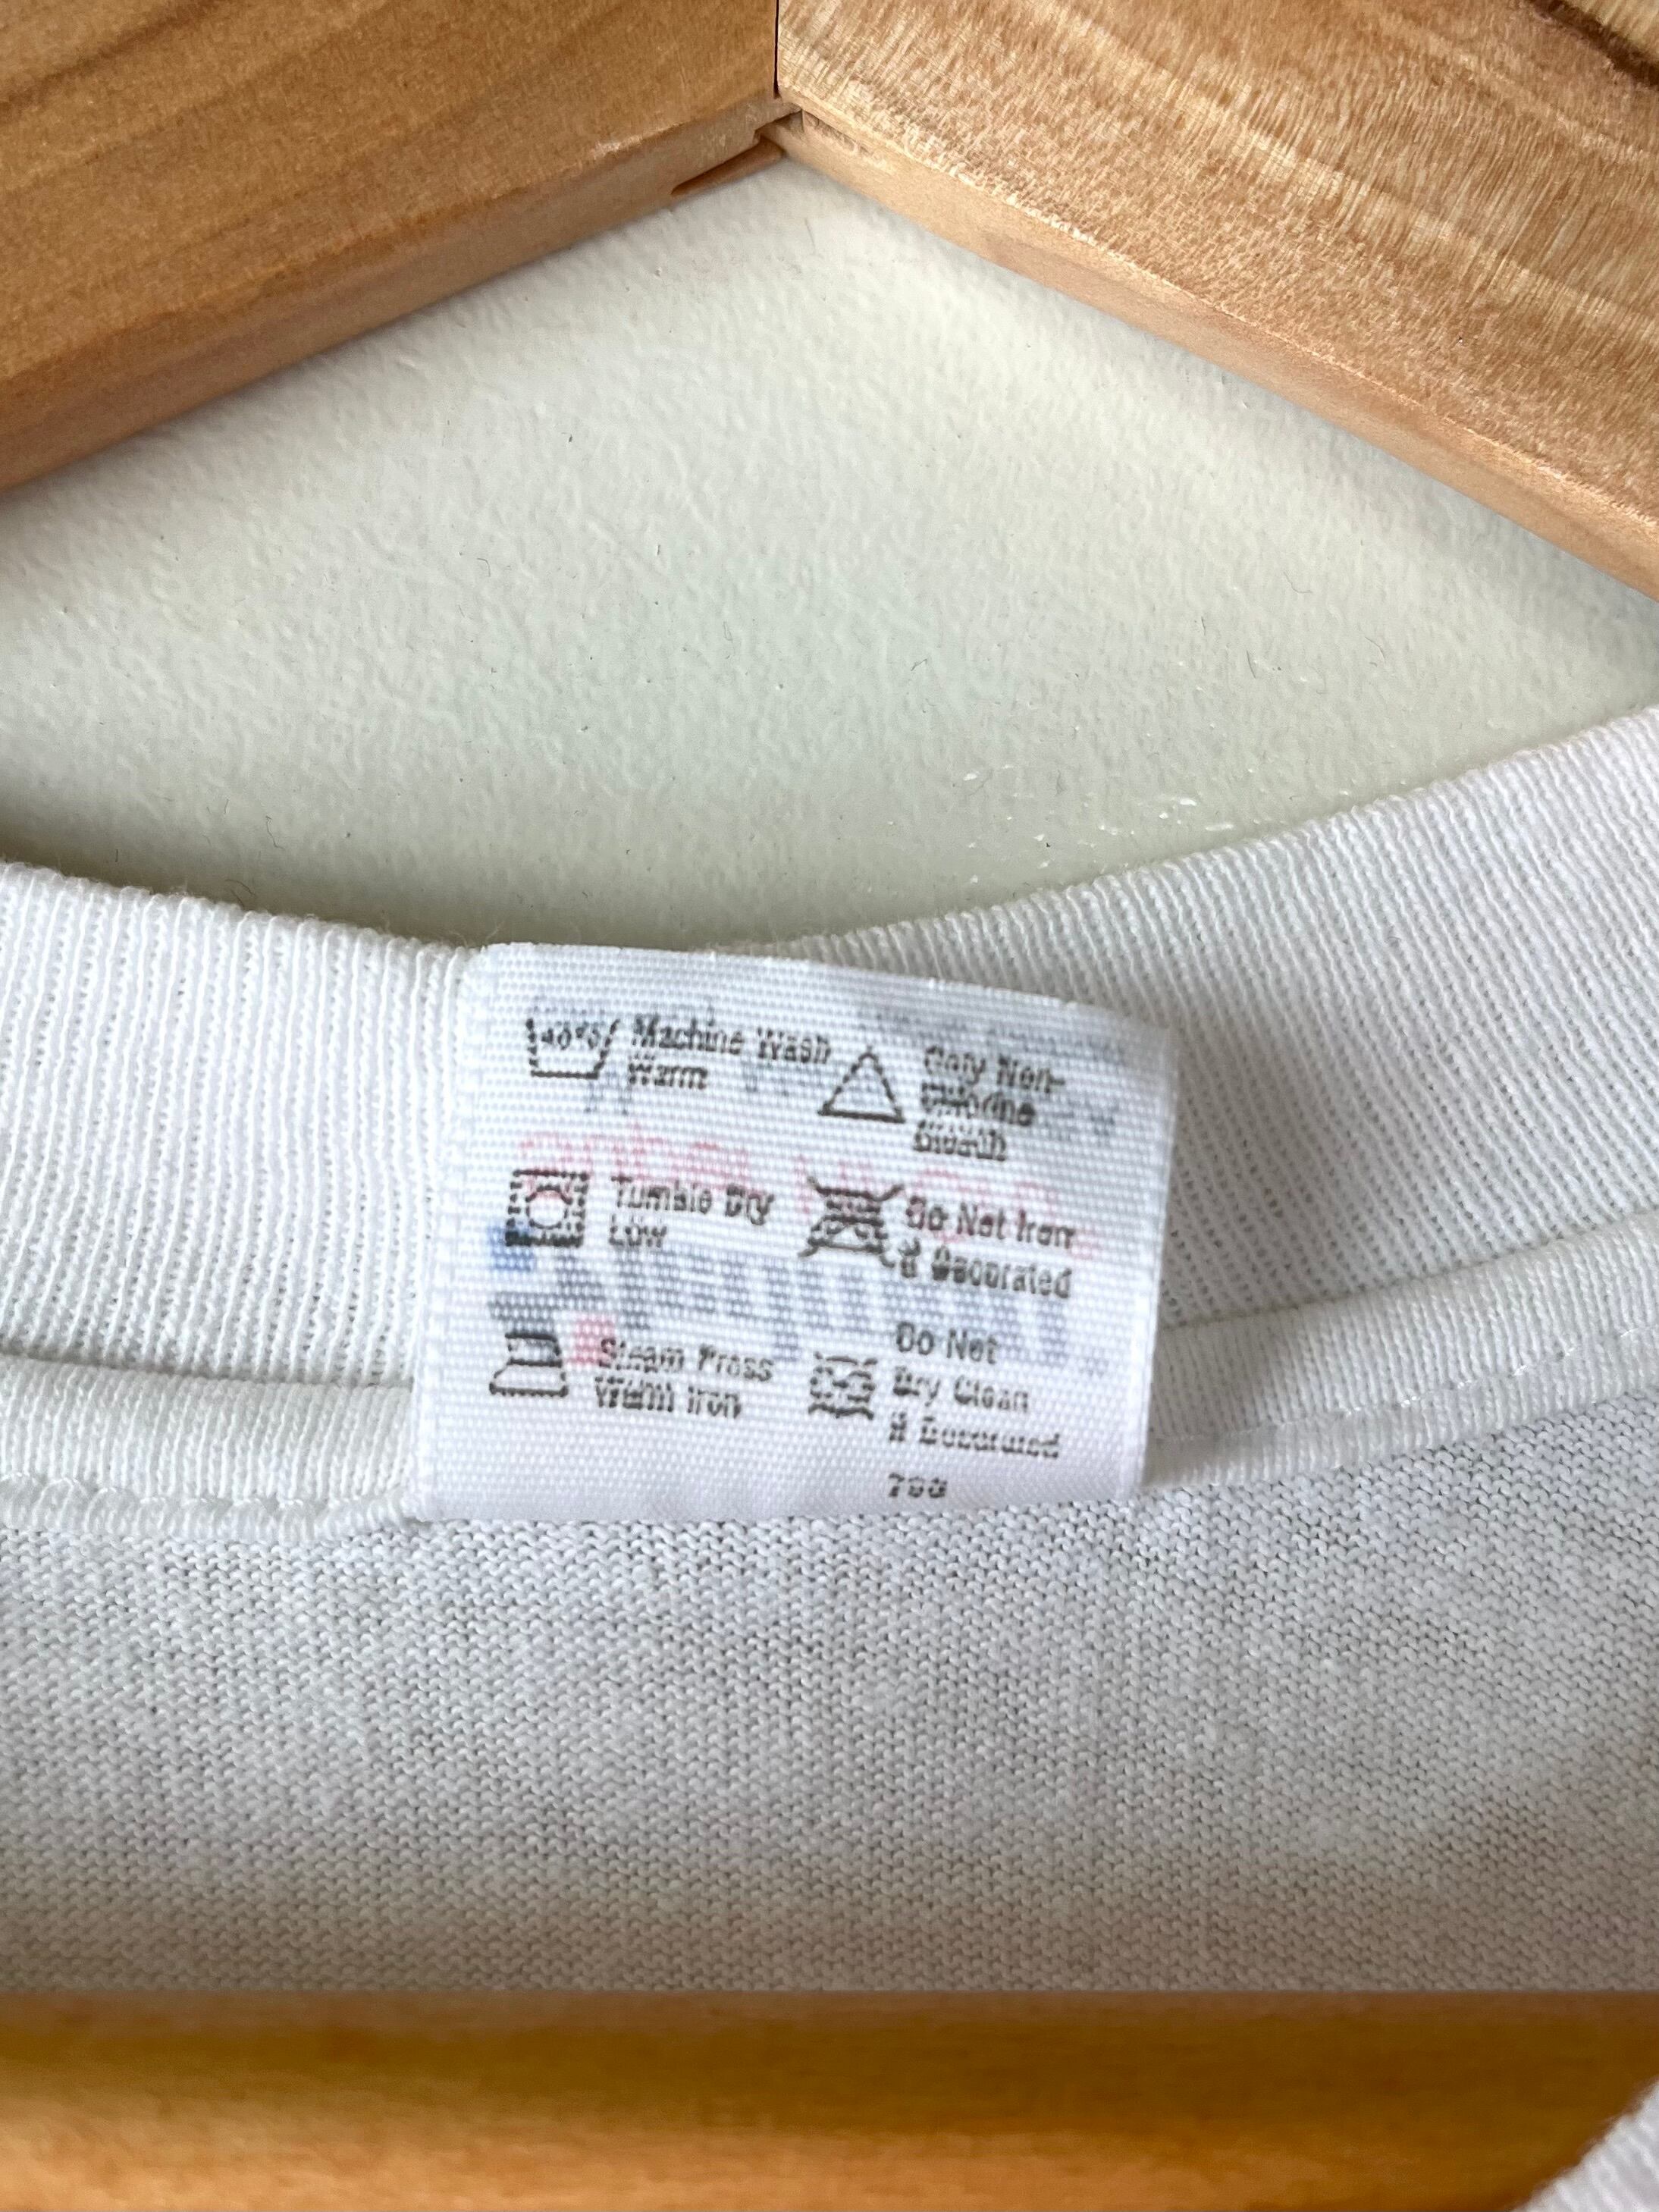 40°C Machine Wash
Warm
Only Non-
Chlorine
Bleach
Tumble Dry
Low
Do Not Iron
if Decorated
Steam Press
Warm Iron
Do Not
Dry Clean
If Decorated